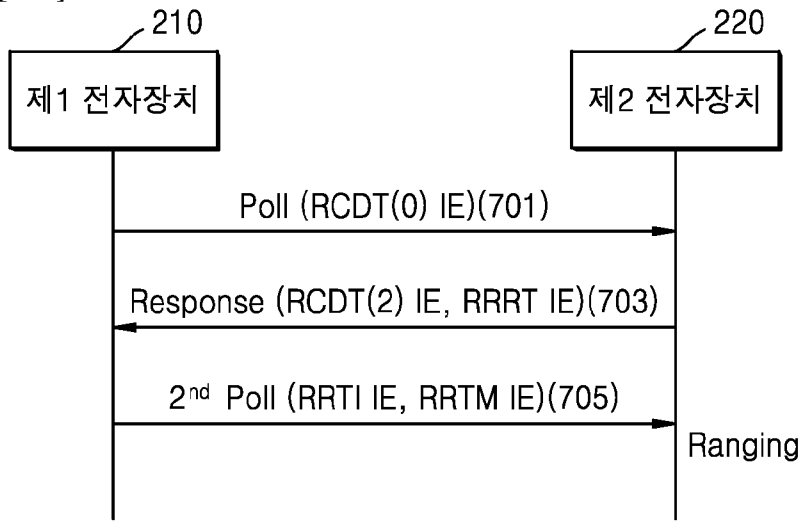 210
220
제1 전자장치
제2 전자장치
Poll (RCDT(0) IE)(701)
Response (RCDT(2) IE, RRRT IE)(703)
2nd Poll (RRTI IE, RRTM IE)(705)
Ranging